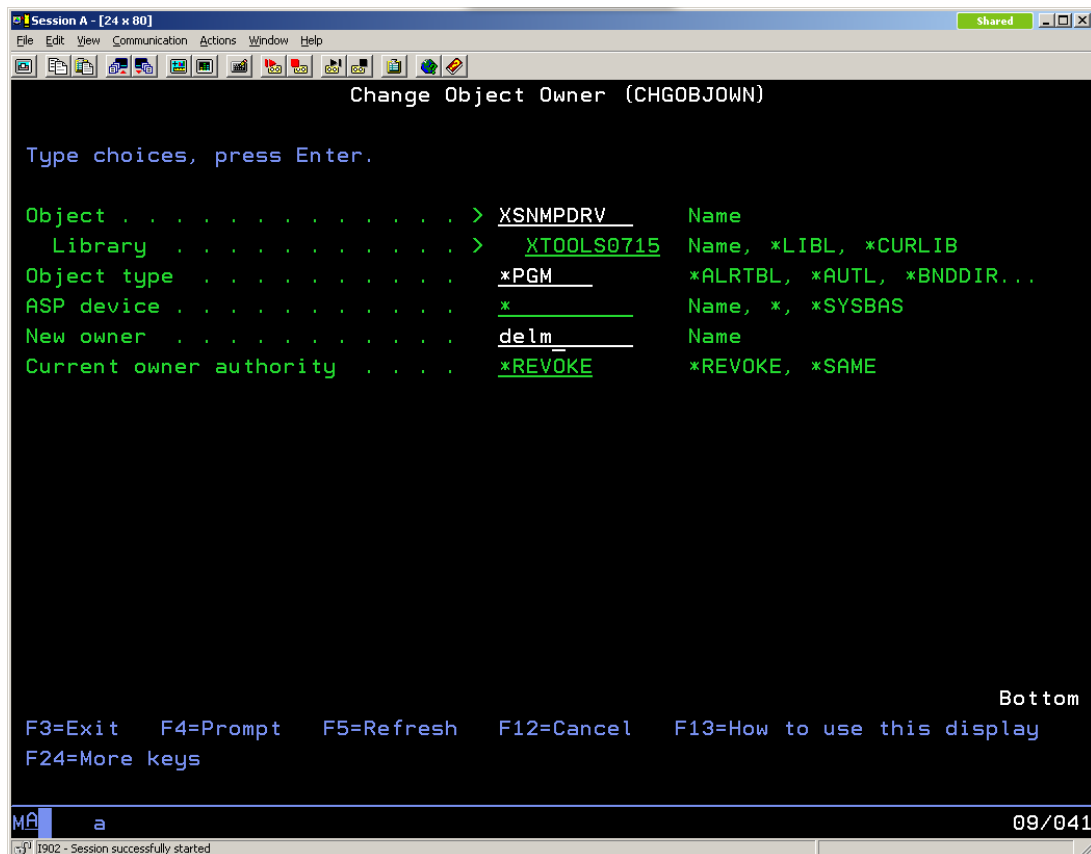 Session A - [24 x 80]
Shared
File Edit View Communication Actions Window Help
Change Object Owner (CHGOBJOWN)
Type choices, press Enter.
Object . . . . . . . . . . . . . > XSNMPDRV Name
Library . . . . . . . . . . . > XTOOLS0715 Name, *LIBL, *CURLIB
Object type . . . . . . . . . . . *PGM *ALRTBL, *AUTL, *BNDDIR...
ASP device . . . . . . . . . . . * Name, *, *SYSBAS
New owner . . . . . . . . . . . delm Name
Current owner authority . . . . *REVOKE *REVOKE, *SAME
Bottom
F3=Exit F4=Prompt F5=Refresh F12=Cancel F13=How to use this display
F24=More keys
MA a 09/041
I902 - Session successfully started